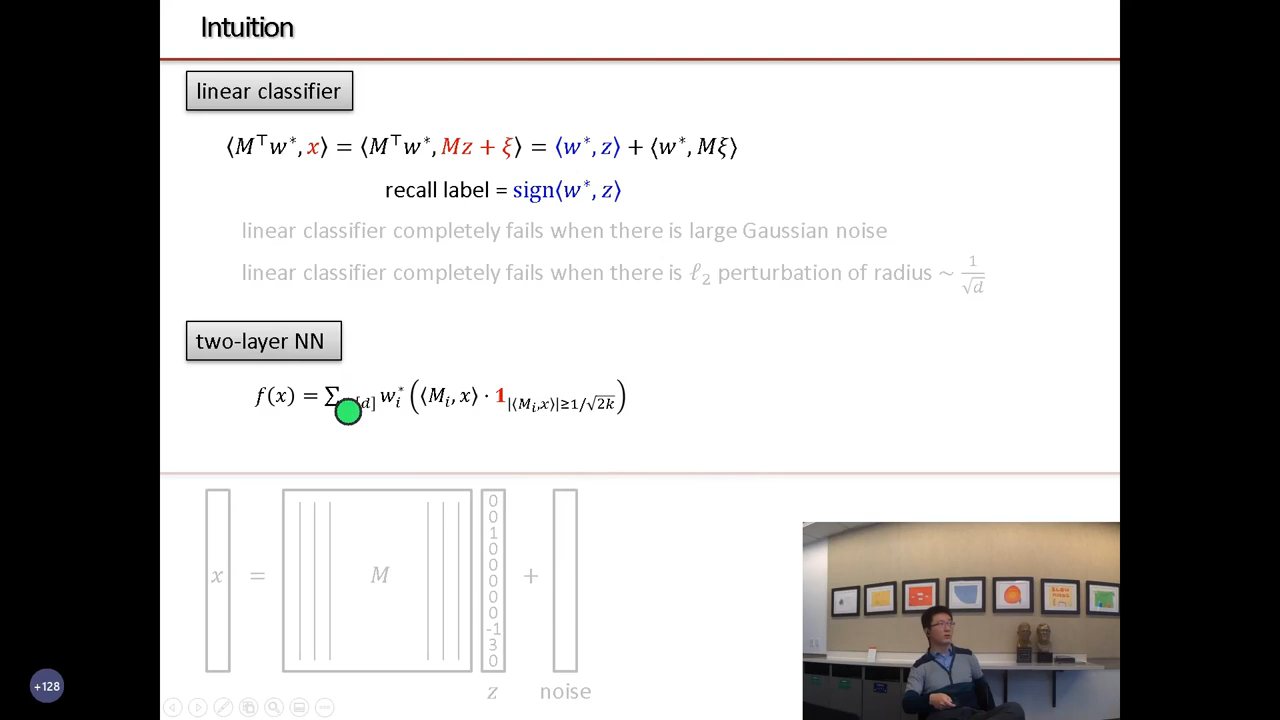 Intuition
linear classifier
⟨M⊤w*, x⟩ = ⟨M⊤w*, Mz + ξ⟩ = ⟨w*, z⟩ + ⟨w*, Mξ⟩
recall label = sign⟨w*, z⟩
linear classifier completely fails when there is large Gaussian noise
linear classifier completely fails when there is ℓ₂ perturbation of radius ~ 1/√d
two-layer NN
f(x) = ∑ [d] wᵢ* (⟨Mᵢ, x⟩ · 1 |⟨Mᵢ,x⟩|≥1/√2k)
0
0
1
0
0
0
0
0
-1
3
0
x = M +
z noise
+128